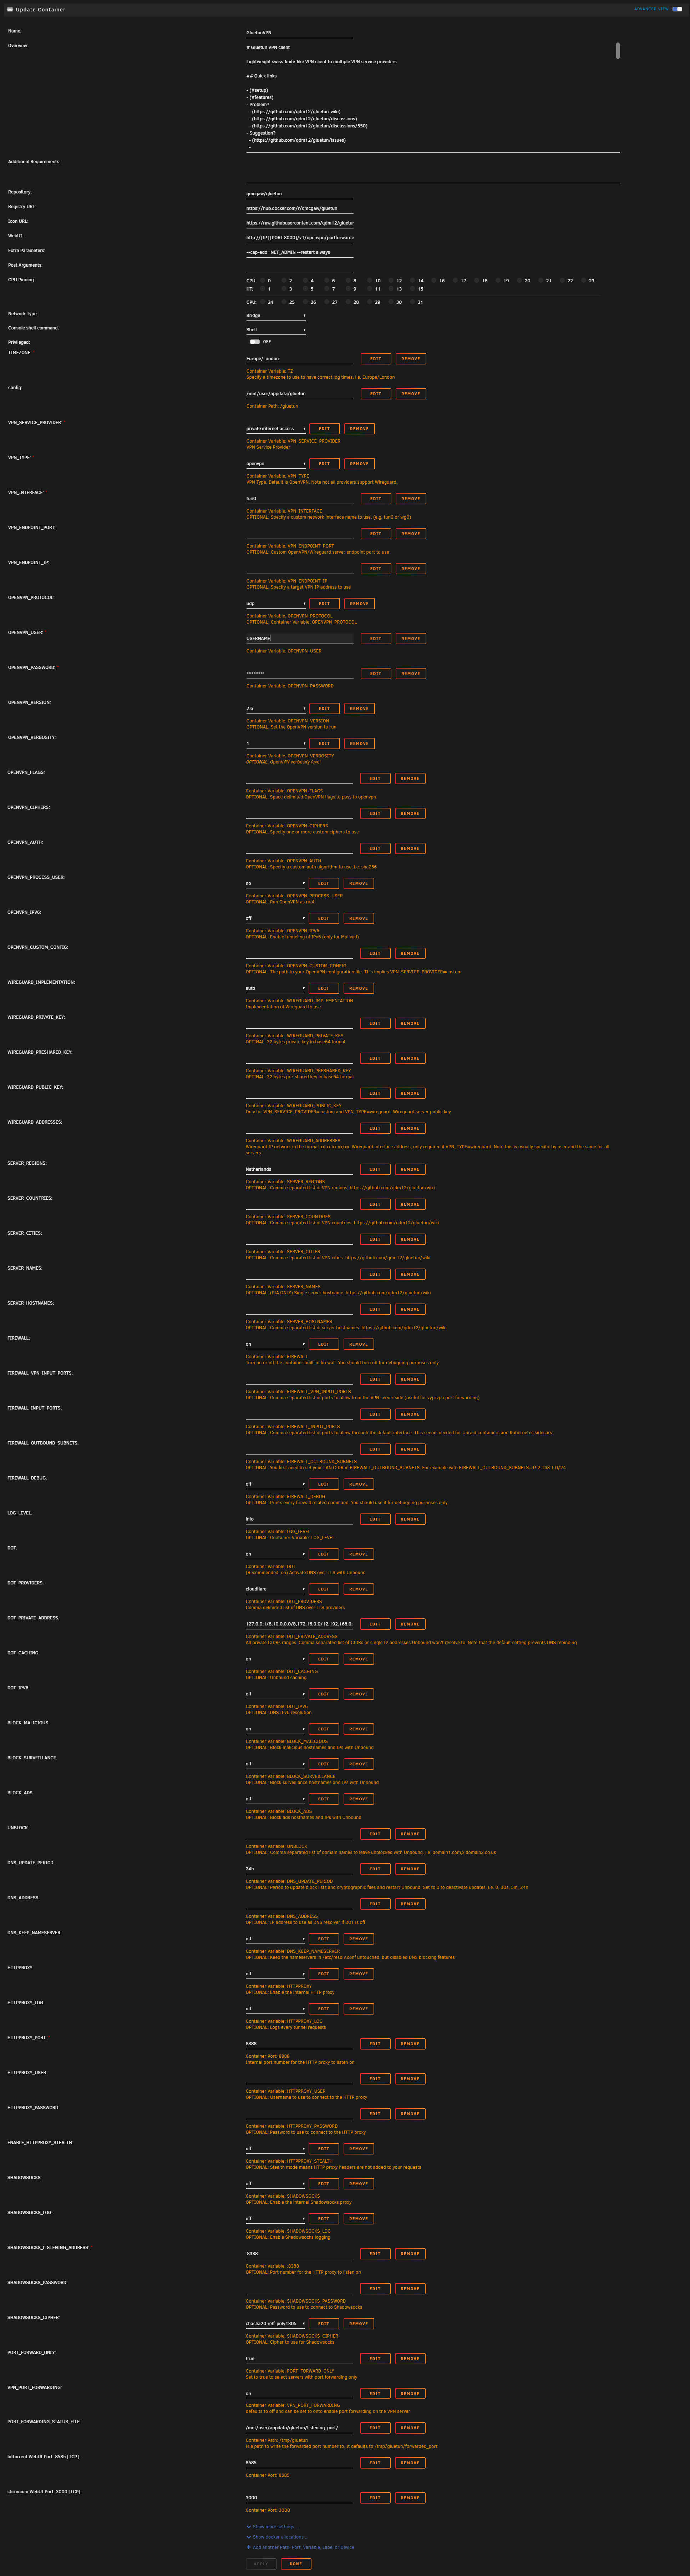 Update Container
ADVANCED VIEW
Name:
GluetunVPN
Overview:
# Gluetun VPN client
Lightweight swiss-knife-like VPN client to multiple VPN service providers
## Quick links
- (#setup)
- (#features)
- Problem?
- (https://github.com/qdm12/gluetun-wiki)
- (https://github.com/qdm12/gluetun/discussions)
- (https://github.com/qdm12/gluetun/discussions/550)
- Suggestion?
- (https://github.com/qdm12/gluetun/issues)
-
Additional Requirements:
Repository:
qmcgaw/gluetun
Registry URL:
https://hub.docker.com/r/qmcgaw/gluetun
Icon URL:
https://raw.githubusercontent.com/qdm12/gluetun
WebUI:
http://[IP]:[PORT:8000]/v1/openvpn/portforwarde
Extra Parameters:
--cap-add=NET_ADMIN --restart always
Post Arguments:
CPU Pinning:
CPU: 0 2 4 6 8 10 12 14 16 17 18 19 20 21 22 23
HT: 1 3 5 7 9 11 13 15
CPU: 24 25 26 27 28 29 30 31
Network Type:
Bridge
Console shell command:
Shell
Privileged:
OFF
TIMEZONE:
Europe/London EDIT REMOVE
Container Variable: TZ
Specify a timezone to use to have correct log times. i.e. Europe/London
config:
/mnt/user/appdata/gluetun EDIT REMOVE
Container Path: /gluetun
VPN_SERVICE_PROVIDER: *
private internet access EDIT REMOVE
Container Variable: VPN_SERVICE_PROVIDER
VPN Service Provider
VPN_TYPE: *
openvpn EDIT REMOVE
Container Variable: VPN_TYPE
VPN Type. Default is OpenVPN. Note not all providers support Wireguard.
VPN_INTERFACE: *
tun0 EDIT REMOVE
Container Variable: VPN_INTERFACE
OPTIONAL: Specify a custom network interface name to use. (e.g. tun0 or wg0)
VPN_ENDPOINT_PORT:
EDIT REMOVE
Container Variable: VPN_ENDPOINT_PORT
OPTIONAL: Custom OpenVPN/Wireguard server endpoint port to use
VPN_ENDPOINT_IP:
EDIT REMOVE
Container Variable: VPN_ENDPOINT_IP
OPTIONAL: Specify a target VPN IP address to use
OPENVPN_PROTOCOL:
udp EDIT REMOVE
Container Variable: OPENVPN_PROTOCOL
OPTIONAL: Container Variable: OPENVPN_PROTOCOL
OPENVPN_USER: *
USERNAME EDIT REMOVE
Container Variable: OPENVPN_USER
OPENVPN_PASSWORD: *
EDIT REMOVE
Container Variable: OPENVPN_PASSWORD
OPENVPN_VERSION:
2.6 EDIT REMOVE
Container Variable: OPENVPN_VERSION
OPTIONAL: Set the OpenVPN version to run
OPENVPN_VERBOSITY:
1 EDIT REMOVE
Container Variable: OPENVPN_VERBOSITY
OPTIONAL: OpenVPN verbosity level
OPENVPN_FLAGS:
EDIT REMOVE
Container Variable: OPENVPN_FLAGS
OPTIONAL: Space delimited OpenVPN flags to pass to openvpn
OPENVPN_CIPHERS:
EDIT REMOVE
Container Variable: OPENVPN_CIPHERS
OPTIONAL: Specify one or more custom ciphers to use
OPENVPN_AUTH:
EDIT REMOVE
Container Variable: OPENVPN_AUTH
OPTIONAL: Specify a custom auth algorithm to use. i.e. sha256
OPENVPN_PROCESS_USER:
no EDIT REMOVE
Container Variable: OPENVPN_PROCESS_USER
OPTIONAL: Run OpenVPN as root
OPENVPN_IPV6:
off EDIT REMOVE
Container Variable: OPENVPN_IPV6
OPTIONAL: Enable tunneling of IPv6 (only for Mullvad)
OPENVPN_CUSTOM_CONFIG:
EDIT REMOVE
Container Variable: OPENVPN_CUSTOM_CONFIG
OPTIONAL: The path to your OpenVPN configuration file. This implies VPN_SERVICE_PROVIDER=custom
WIREGUARD_IMPLEMENTATION:
auto EDIT REMOVE
Container Variable: WIREGUARD_IMPLEMENTATION
Implementation of Wireguard to use.
WIREGUARD_PRIVATE_KEY:
EDIT REMOVE
Container Variable: WIREGUARD_PRIVATE_KEY
OPTIONAL: 32 bytes private key in base64 format
WIREGUARD_PRESHARED_KEY:
EDIT REMOVE
Container Variable: WIREGUARD_PRESHARED_KEY
OPTIONAL: 32 bytes pre-shared key in base64 format
WIREGUARD_PUBLIC_KEY:
EDIT REMOVE
Container Variable: WIREGUARD_PUBLIC_KEY
Only for VPN_SERVICE_PROVIDER=custom and VPN_TYPE=wireguard. Wireguard server public key
WIREGUARD_ADDRESSES:
EDIT REMOVE
Container Variable: WIREGUARD_ADDRESSES
Wireguard IP network in the format xx.xx.xx.xx/xx. Wireguard interface address, only required if VPN_TYPE=wireguard. Note this is usually specific by user and the same for all
servers.
SERVER_REGIONS:
Netherlands EDIT REMOVE
Container Variable: SERVER_REGIONS
OPTIONAL: Comma separated list of VPN regions. https://github.com/qdm12/gluetun/wiki
SERVER_COUNTRIES:
EDIT REMOVE
Container Variable: SERVER_COUNTRIES
OPTIONAL: Comma separated list of VPN countries. https://github.com/qdm12/gluetun/wiki
SERVER_CITIES:
EDIT REMOVE
Container Variable: SERVER_CITIES
OPTIONAL: Comma separated list of VPN cities. https://github.com/qdm12/gluetun/wiki
SERVER_NAMES:
EDIT REMOVE
Container Variable: SERVER_NAMES
OPTIONAL: (PIA ONLY) Single server hostname. https://github.com/qdm12/gluetun/wiki
SERVER_HOSTNAMES:
EDIT REMOVE
Container Variable: SERVER_HOSTNAMES
OPTIONAL: Comma separated list of server hostnames. https://github.com/qdm12/gluetun/wiki
FIREWALL:
on EDIT REMOVE
Container Variable: FIREWALL
Turn on or off the container built-in firewall. You should turn off for debugging purposes only.
FIREWALL_VPN_INPUT_PORTS:
EDIT REMOVE
Container Variable: FIREWALL_VPN_INPUT_PORTS
OPTIONAL: Comma separated list of ports to allow from the VPN server side (useful for vyprvpn port forwarding)
FIREWALL_INPUT_PORTS:
EDIT REMOVE
Container Variable: FIREWALL_INPUT_PORTS
OPTIONAL: Comma separated list of ports to allow through the default interface. This seems needed for Unraid containers and Kubernetes sidecars.
FIREWALL_OUTBOUND_SUBNETS:
EDIT REMOVE
Container Variable: FIREWALL_OUTBOUND_SUBNETS
OPTIONAL: You first need to set your LAN CIDR in FIREWALL_OUTBOUND_SUBNETS. For example with FIREWALL_OUTBOUND_SUBNETS=192.168.1.0/24
FIREWALL_DEBUG:
off EDIT REMOVE
Container Variable: FIREWALL_DEBUG
OPTIONAL: Prints every firewall related command. You should use it for debugging purposes only
LOG_LEVEL:
info EDIT REMOVE
Container Variable: LOG_LEVEL
OPTIONAL: Container Variable: LOG_LEVEL
DOT:
on EDIT REMOVE
Container Variable: DOT
[Recommended: on] Activate DNS over TLS with Unbound
DOT_PROVIDERS:
cloudflare EDIT REMOVE
Container Variable: DOT_PROVIDERS
Comma delimited list of DNS over TLS providers
DOT_PRIVATE_ADDRESS:
127.0.0.1/8,10.0.0.0/8,172.16.0.0/12,192.168.0. EDIT REMOVE
Container Variable: DOT_PRIVATE_ADDRESS
All private CIDRs ranges. Comma separated list of CIDRs or single IP addresses Unbound won't resolve to. Note that the default setting prevents DNS rebinding
DOT_CACHING:
on EDIT REMOVE
Container Variable: DOT_CACHING
OPTIONAL: Unbound caching
DOT_IPV6:
off EDIT REMOVE
Container Variable: DOT_IPV6
OPTIONAL: DNS IPv6 resolution
BLOCK_MALICIOUS:
on EDIT REMOVE
Container Variable: BLOCK_MALICIOUS
OPTIONAL: Block malicious hostnames and IPs with Unbound
BLOCK_SURVEILLANCE:
off EDIT REMOVE
Container Variable: BLOCK_SURVEILLANCE
OPTIONAL: Block surveillance hostnames and IPs with Unbound
BLOCK_ADS:
off EDIT REMOVE
Container Variable: BLOCK_ADS
OPTIONAL: Block ads hostnames and IPs with Unbound
UNBLOCK:
EDIT REMOVE
Container Variable: UNBLOCK
OPTIONAL: Comma separated list of domain names to leave unblocked with Unbound. i.e. domain1.com,x.domain2.co.uk
DNS_UPDATE_PERIOD:
24h EDIT REMOVE
Container Variable: DNS_UPDATE_PERIOD
OPTIONAL: Period to update block lists and cryptographic files and restart Unbound. Set to 0 to deactivate updates. i.e. 0, 30s, 5m, 24h
DNS_ADDRESS:
EDIT REMOVE
Container Variable: DNS_ADDRESS
OPTIONAL: IP address to use as DNS resolver if DOT is off
DNS_KEEP_NAMESERVER:
off EDIT REMOVE
Container Variable: DNS_KEEP_NAMESERVER
OPTIONAL: Keep the nameservers in /etc/resolv.conf untouched, but disabled DNS blocking features
HTTPPROXY:
off EDIT REMOVE
Container Variable: HTTPPROXY
OPTIONAL: Enable the internal HTTP proxy
HTTPPROXY_LOG:
off EDIT REMOVE
Container Variable: HTTPPROXY_LOG
OPTIONAL: Logs every tunnel requests
HTTPPROXY_PORT: *
8888 EDIT REMOVE
Container Port: 8888
Internal port number for the HTTP proxy to listen on
HTTPPROXY_USER:
EDIT REMOVE
Container Variable: HTTPPROXY_USER
OPTIONAL: Username to use to connect to the HTTP proxy
HTTPPROXY_PASSWORD:
EDIT REMOVE
Container Variable: HTTPPROXY_PASSWORD
OPTIONAL: Password to use to connect to the HTTP proxy
ENABLE_HTTPPROXY_STEALTH:
off EDIT REMOVE
Container Variable: HTTPPROXY_STEALTH
OPTIONAL: Stealth mode means HTTP proxy headers are not added to your requests
SHADOWSOCKS:
off EDIT REMOVE
Container Variable: SHADOWSOCKS
OPTIONAL: Enable the internal Shadowsocks proxy
SHADOWSOCKS_LOG:
off EDIT REMOVE
Container Variable: SHADOWSOCKS_LOG
OPTIONAL: Enable Shadowsocks logging
SHADOWSOCKS_LISTENING_ADDRESS: *
:8388 EDIT REMOVE
Container Variable: :8388
OPTIONAL: Port number for the HTTP proxy to listen on
SHADOWSOCKS_PASSWORD:
EDIT REMOVE
Container Variable: SHADOWSOCKS_PASSWORD
OPTIONAL: Password to use to connect to Shadowsocks
SHADOWSOCKS_CIPHER:
chacha20-ietf-poly1305 EDIT REMOVE
Container Variable: SHADOWSOCKS_CIPHER
OPTIONAL: Cipher to use for Shadowsocks
PORT_FORWARD_ONLY:
true EDIT REMOVE
Container Variable: PORT_FORWARD_ONLY
Set to true to select servers with port forwarding only
VPN_PORT_FORWARDING:
on EDIT REMOVE
Container Variable: VPN_PORT_FORWARDING
defaults to off and can be set to onto enable port forwarding on the VPN server
PORT_FORWARDING_STATUS_FILE:
/mnt/user/appdata/gluetun/listening_port/ EDIT REMOVE
Container Path: /tmp/gluetun
File path to write the forwarded port number to. It defaults to /tmp/gluetun/forwarded_port
bittorrent WebUI Port: 8585 [TCP]:
8585 EDIT REMOVE
Container Port: 8585
chromium WebUI Port: 3000 [TCP]:
3000 EDIT REMOVE
Container Port: 3000
Show more settings ...
Show docker allocations ...
Add another Path, Port, Variable, Label or Device
APPLY DONE